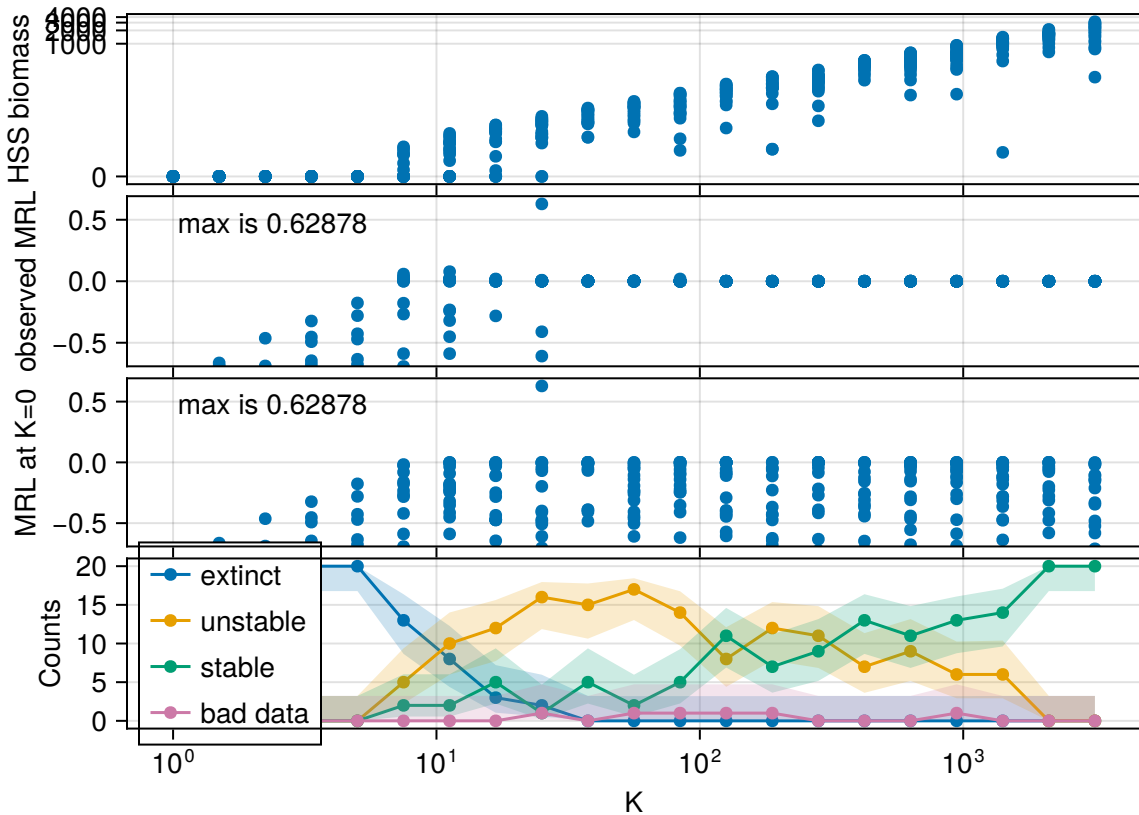 4000
3000
2000
1000
0
HSS biomass
0.5
0.0
−0.5
observed MRL
max is 0.62878
0.5
0.0
−0.5
MRL at K=0
max is 0.62878
20
15
10
5
0
Counts
extinct
unstable
stable
bad data
10⁰
10¹
10²
10³
K